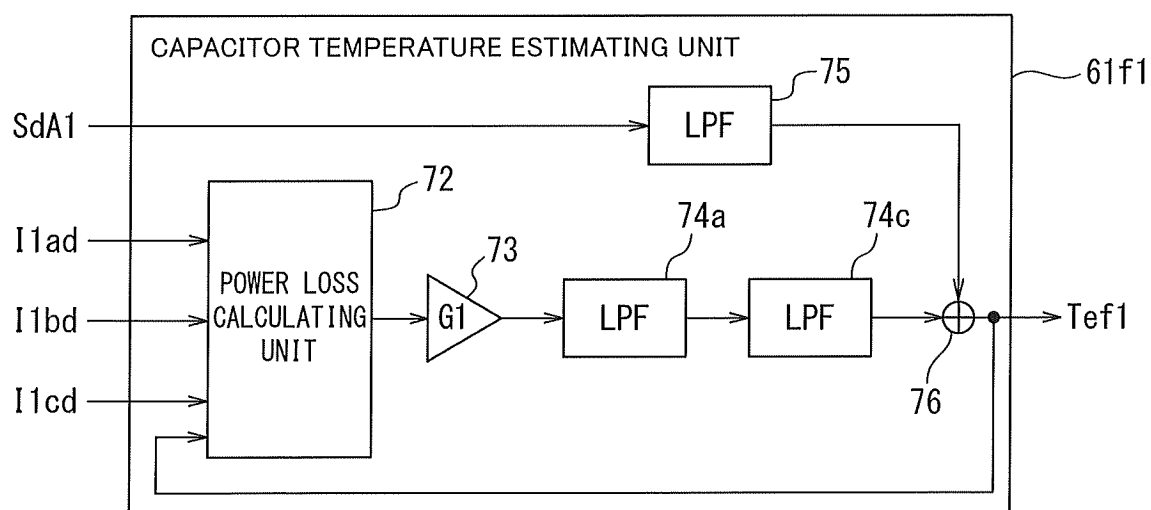 CAPACITOR TEMPERATURE ESTIMATING UNIT
61f1
75
SdA1
LPF
72
I1ad
74a
74c
73
POWER LOSS
CALCULATING
UNIT
I1bd
G1
LPF
LPF
Tef1
76
I1cd